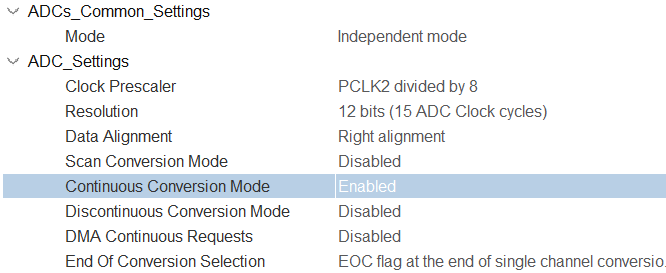 ADCs_Common_Settings
Mode Independent mode
ADC_Settings
Clock Prescaler PCLK2 divided by 8
Resolution 12 bits (15 ADC Clock cycles)
Data Alignment Right alignment
Scan Conversion Mode Disabled
Continuous Conversion Mode Enabled
Discontinuous Conversion Mode Disabled
DMA Continuous Requests Disabled
End Of Conversion Selection EOC flag at the end of single channel conversio.